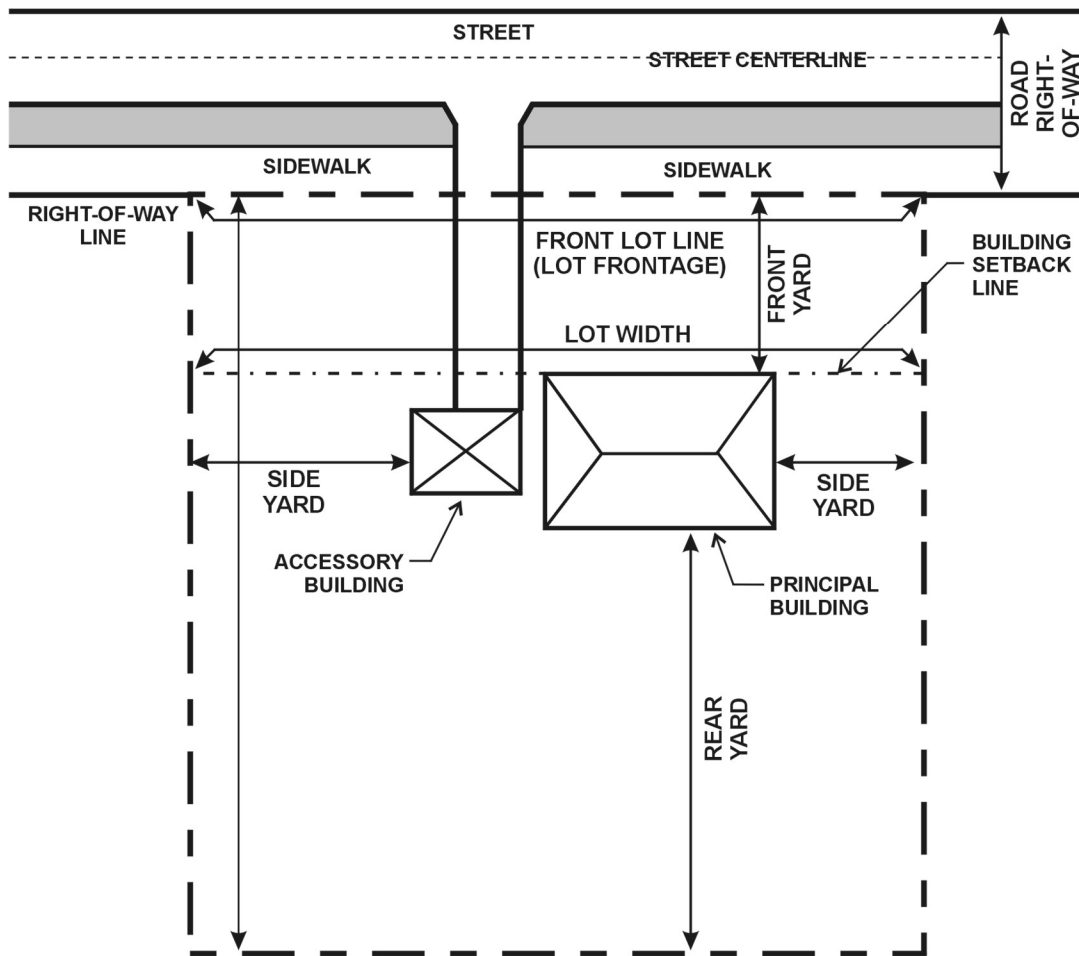 STREET
STREET CENTERLINE
ROAD
RIGHT-
OF-WAY
SIDEWALK
SIDEWALK
RIGHT-OF-WAY
LINE
FRONT LOT LINE
(LOT FRONTAGE)
FRONT
YARD
BUILDING
SETBACK
LINE
LOT WIDTH
SIDE
YARD
SIDE
YARD
ACCESSORY
BUILDING
PRINCIPAL
BUILDING
REAR
YARD